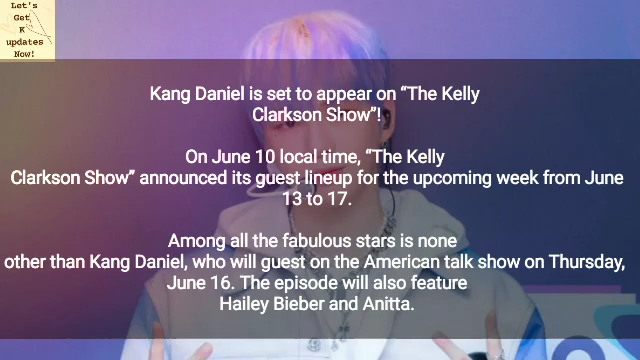 Let's
Get
K
updates
Now!
Kang Daniel is set to appear on “The Kelly
Clarkson Show”!
On June 10 local time, “The Kelly
Clarkson Show” announced its guest lineup for the upcoming week from June
13 to 17.
Among all the fabulous stars is none
other than Kang Daniel, who will guest on the American talk show on Thursday,
June 16. The episode will also feature
Hailey Bieber and Anitta.